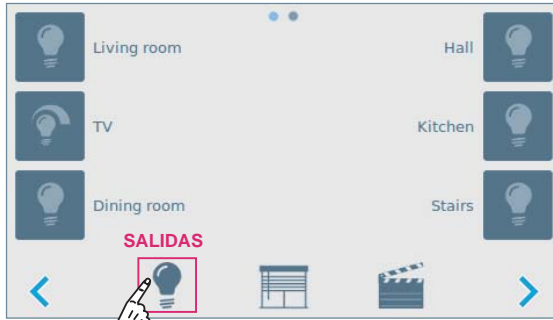 Living room
Hall
TV
Kitchen
Dining room
Stairs
SALIDAS